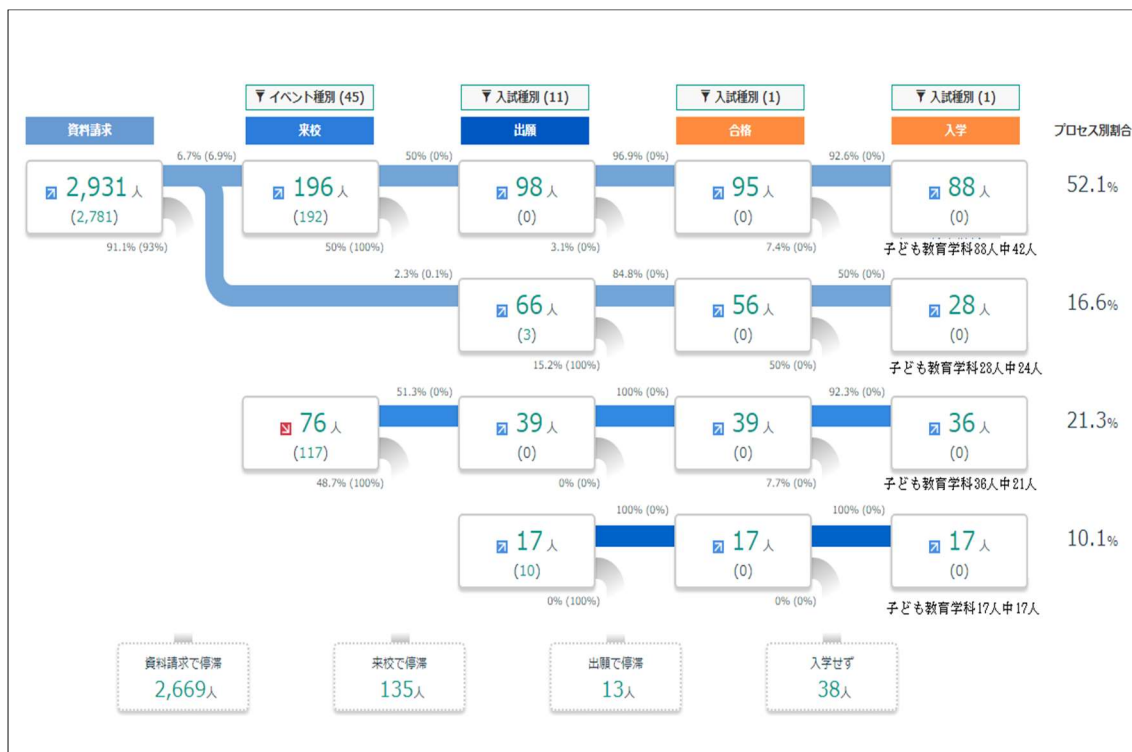 イベント種別 (45)
入試種別 (11)
入試種別 (1)
入試種別 (1)
資料請求
来校
出願
合格
入学
プロセス別割合
6.7% (6.9%)
50% (0%)
96.9% (0%)
92.6% (0%)
2,931 人
(2,781)
196 人
(192)
98 人
(0)
95 人
(0)
88 人
(0)
52.1%
91.1% (93%)
50% (100%)
3.1% (0%)
7.4% (0%)
子ども教育学科88人中42人
2.3% (0.1%)
84.8% (0%)
50% (0%)
66 人
(3)
56 人
(0)
28 人
(0)
16.6%
15.2% (100%)
50% (0%)
子ども教育学科28人中24人
51.3% (0%)
100% (0%)
92.3% (0%)
76 人
(117)
39 人
(0)
39 人
(0)
36 人
(0)
21.3%
48.7% (100%)
0% (0%)
7.7% (0%)
子ども教育学科36人中21人
100% (0%)
100% (0%)
17 人
(10)
17 人
(0)
17 人
(0)
10.1%
0% (100%)
0% (0%)
子ども教育学科17人中17人
資料請求で停滞
2,669人
来校で停滞
135人
出願で停滞
13人
入学せず
38人